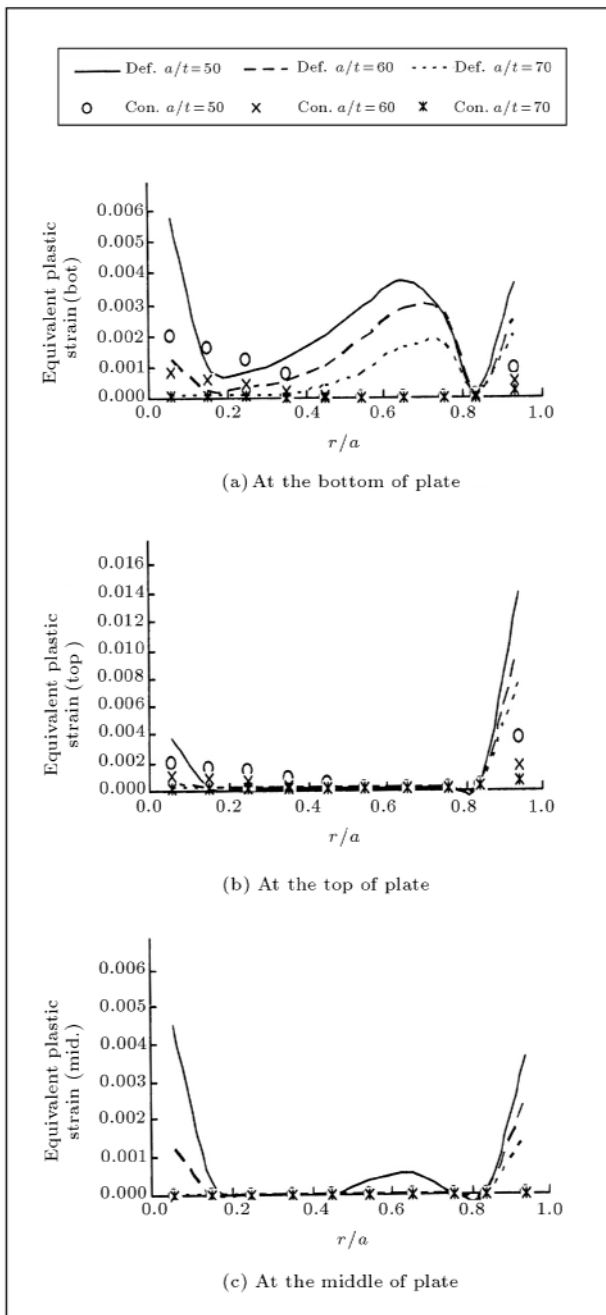 Def. a/t=50 Def. a/t=60 Def. a/t=70
Con. a/t=50 Con. a/t=60 Con. a/t=70
Equivalent plastic
strain (bot)
0.006
0.005
0.004
0.003
0.002
0.001
0.000
0.0 0.2 0.4 0.6 0.8 1.0
r/a
(a) At the bottom of plate
Equivalent plastic
strain (top )
0.016
0.014
0.012
0.010
0.008
0.006
0.004
0.002
0.000
0.0 0.2 0.4 0.6 0.8 1.0
r/a
(b) At the top of plate
Equivalent plastic
strain (mid.)
0.006
0.005
0.004
0.003
0.002
0.001
0.000
0.0 0.2 0.4 0.6 0.8 1.0
r/a
(c) At the middle of plate